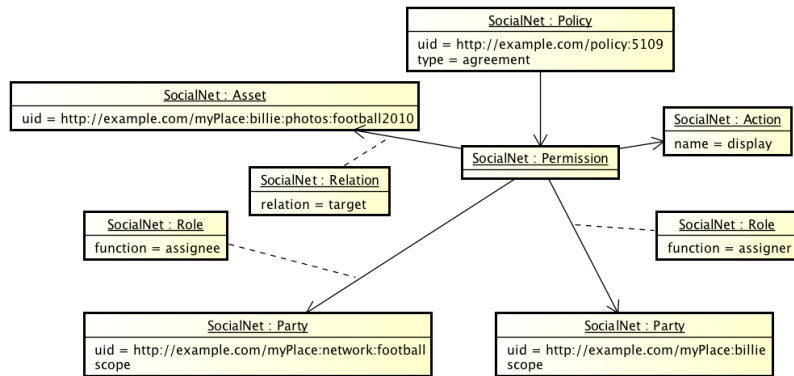 SocialNet : Policy
uid = http://example.com/policy:5109
type = agreement
SocialNet : Asset
uid = http://example.com/myPlace:billie:photos:football2010
SocialNet : Action
name = display
SocialNet : Permission
SocialNet : Relation
relation = target
SocialNet : Role
function = assignee
SocialNet : Role
function = assigner
SocialNet : Party
uid = http://example.com/myPlace:network:football
scope
SocialNet : Party
uid = http://example.com/myPlace:billie
scope